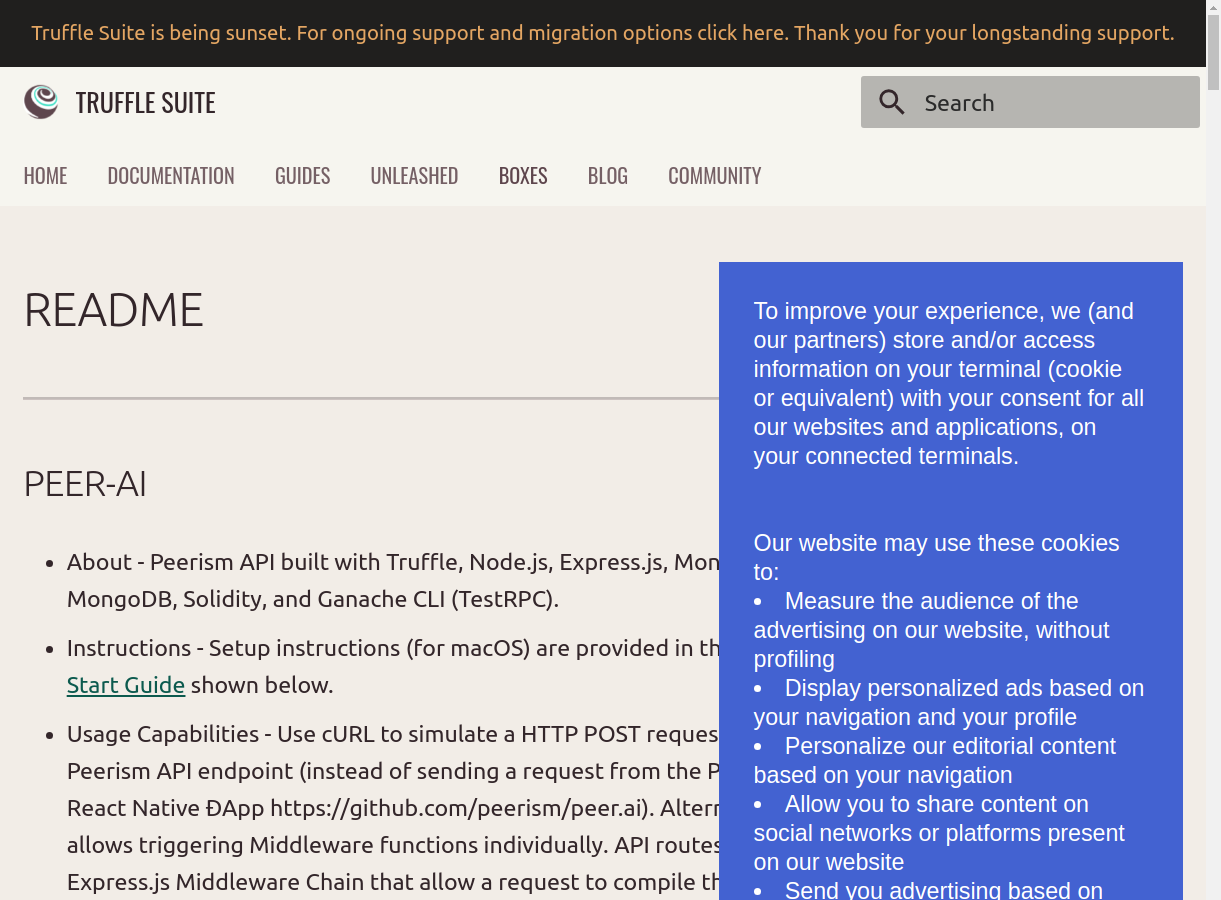 Truffle Suite is being sunset. For ongoing support and migration options click here. Thank you for your longstanding support.
TRUFFLE SUITE
Search
HOME DOCUMENTATION GUIDES UNLEASHED BOXES BLOG COMMUNITY
README
PEER-AI
• About - Peerism API built with Truffle, Node.js, Express.js, Mon
MongoDB, Solidity, and Ganache CLI (TestRPC).
• Instructions - Setup instructions (for macOS) are provided in th
Start Guide shown below.
• Usage Capabilities - Use cURL to simulate a HTTP POST reques
Peerism API endpoint (instead of sending a request from the P
React Native ÐApp https://github.com/peerism/peer.ai). Altern
allows triggering Middleware functions individually. API routes
Express.js Middleware Chain that allow a request to compile th
To improve your experience, we (and
our partners) store and/or access
information on your terminal (cookie
or equivalent) with your consent for all
our websites and applications, on
your connected terminals.
Our website may use these cookies
to:
• Measure the audience of the
advertising on our website, without
profiling
• Display personalized ads based on
your navigation and your profile
• Personalize our editorial content
based on your navigation
• Allow you to share content on
social networks or platforms present
on our website
• Send you advertising based on